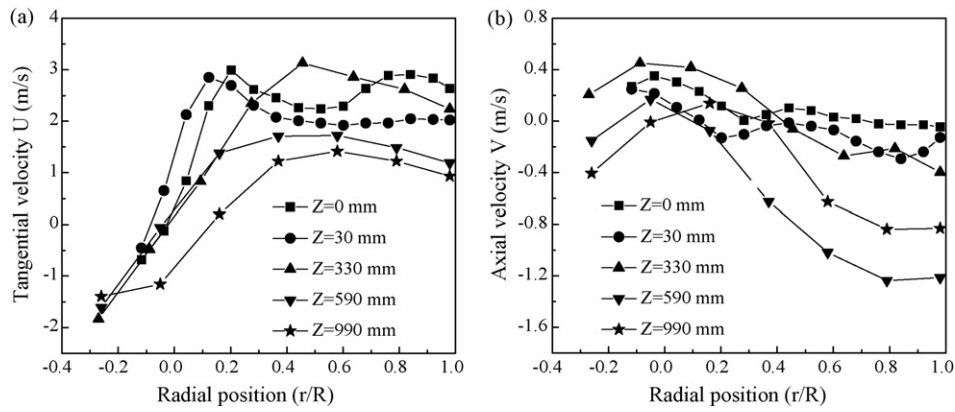 (a)
Tangential velocity U (m/s)
4
3
2
1
0
-1
-2
Z=0 mm
Z=30 mm
Z=330 mm
Z=590 mm
Z=990 mm
-0.4 -0.2 0.0 0.2 0.4 0.6 0.8 1.0
Radial position (r/R)
(b)
Axial velocity V (m/s)
0.8
0.4
0.0
-0.4
-0.8
-1.2
-1.6
Z=0 mm
Z=30 mm
Z=330 mm
Z=590 mm
Z=990 mm
-0.4 -0.2 0.0 0.2 0.4 0.6 0.8 1.0
Radial position (r/R)